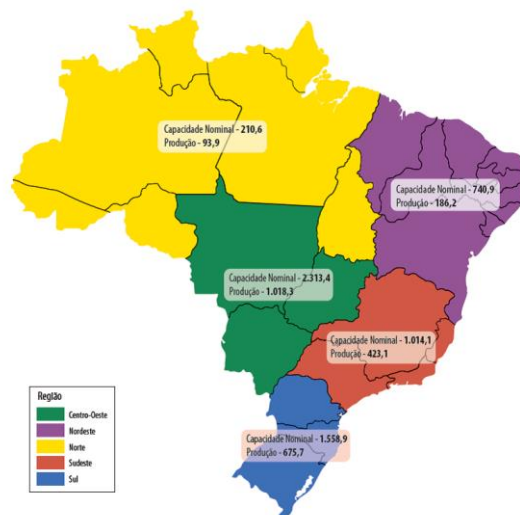 Capacidade Nominal - 210,6
Produção - 93,9
Capacidade Nominal - 740,9
Produção - 186,2
Capacidade Nominal - 2.313,4
Produção - 1.018,3
Capacidade Nominal - 1.014,1
Produção - 423,1
Capacidade Nominal - 1.558,9
Produção - 675,7
Região
Centro-Oeste
Nordeste
Norte
Sudeste
Sul